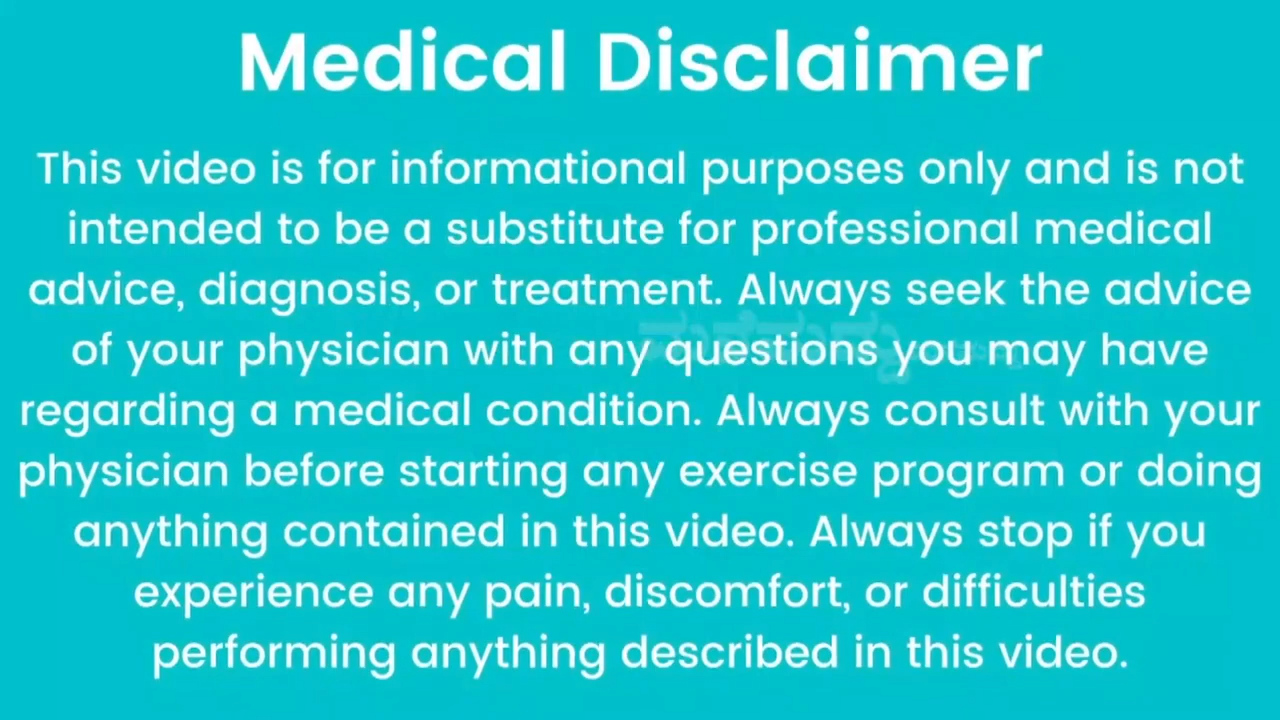 Medical Disclaimer
This video is for informational purposes only and is not
intended to be a substitute for professional medical
advice, diagnosis, or treatment. Always seek the advice
of your physician with any questions you may have
regarding a medical condition. Always consult with your
physician before starting any exercise program or doing
anything contained in this video. Always stop if you
experience any pain, discomfort, or difficulties
performing anything described in this video.